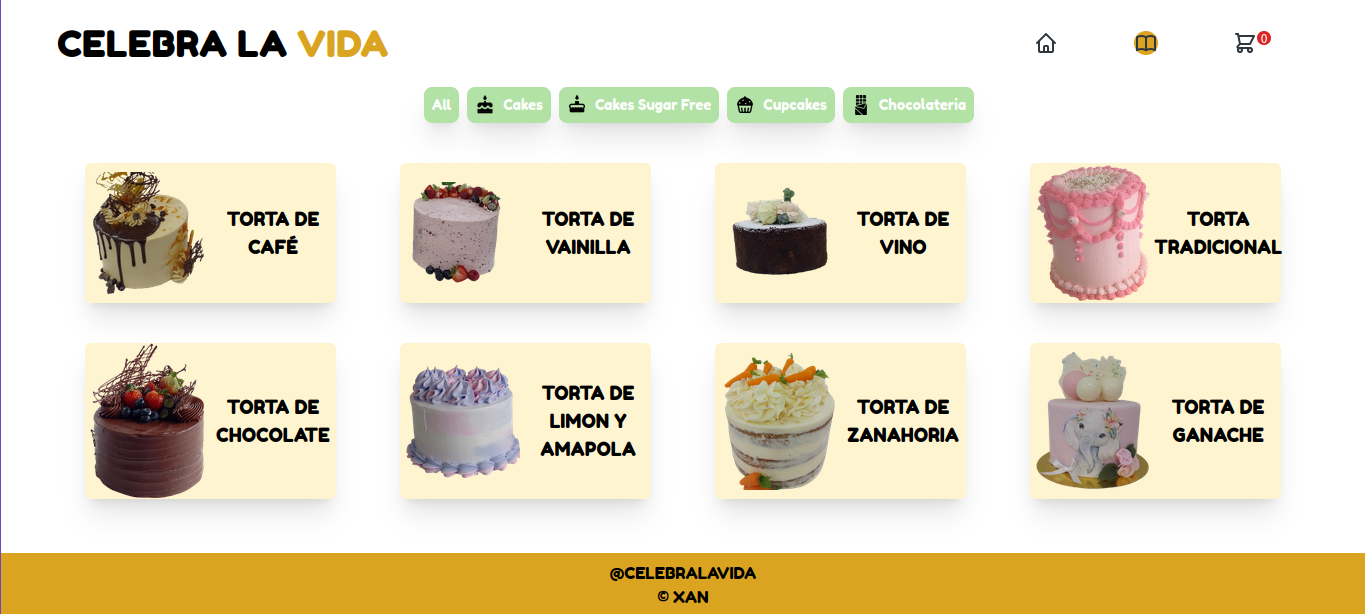 CELEBRA LA VIDA
0
All
Cakes
Cakes Sugar Free
Cupcakes
Chocolateria
TORTA DE
CAFÉ
TORTA DE
VAINILLA
TORTA DE
VINO
TORTA
TRADICIONAL
TORTA DE
CHOCOLATE
TORTA DE
LIMON Y
AMAPOLA
TORTA DE
ZANAHORIA
TORTA DE
GANACHE
@CELEBRALAVIDA
© XAN